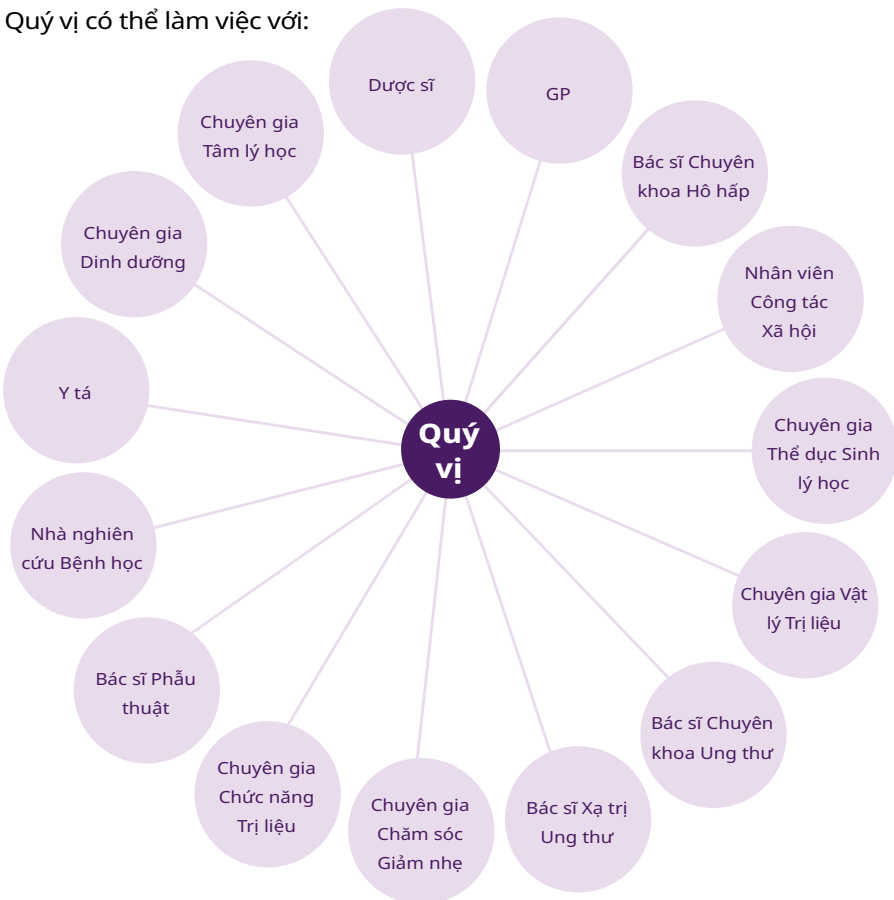 Quý vị có thể làm việc với:
Dược sĩ
GP
Bác sĩ Chuyên
khoa Hô hấp
Nhân viên
Công tác
Xã hội
Chuyên gia
Thể dục Sinh
lý học
Chuyên gia Vật
lý Trị liệu
Bác sĩ Chuyên
khoa Ung thư
Bác sĩ Xạ trị
Ung thư
Chuyên gia
Chăm sóc
Giảm nhẹ
Chuyên gia
Chức năng
Trị liệu
Bác sĩ Phẫu
thuật
Nhà nghiên
cứu Bệnh học
Y tá
Chuyên gia
Dinh dưỡng
Chuyên gia
Tâm lý học
Quý
vị